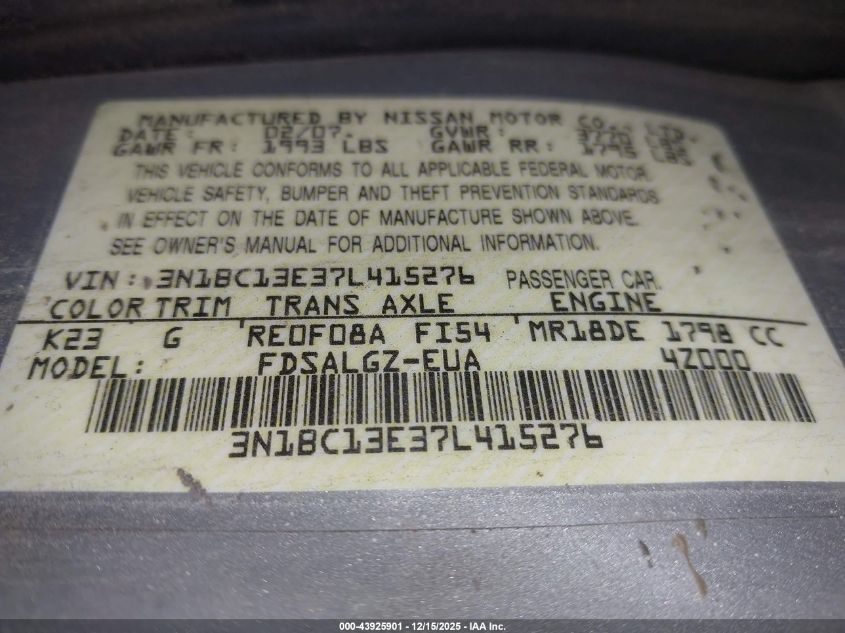 MANUFACTURED BY NISSAN MOTOR CO.
DATE: 02/07. GVWR:
GAWR FR: 1993 LBS GAWR RR: 1795 LBS
THIS VEHICLE CONFORMS TO ALL APPLICABLE FEDERAL MOTOR
VEHICLE SAFETY, BUMPER AND THEFT PREVENTION STANDARDS
IN EFFECT ON THE DATE OF MANUFACTURE SHOWN ABOVE.
SEE OWNER'S MANUAL FOR ADDITIONAL INFORMATION.
VIN: 3N1BC13E37L415276 PASSENGER CAR.
COLOR TRIM TRANS AXLE ENGINE
K23 G RE0F08A FI54 MR18DE 1798 CC
MODEL: FDSALGZ-EUA 4Z000
3N1BC13E37L415276
000-43925901 - 12/15/2025 - IAA Inc.